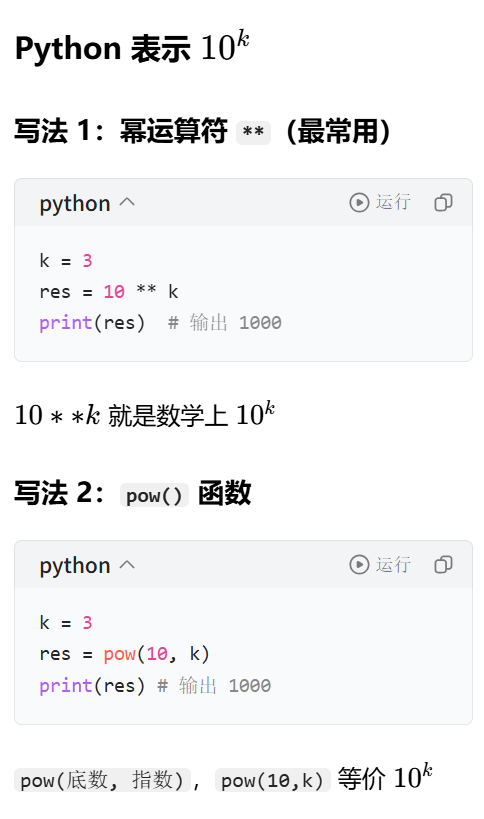 Python 表示 10^k
写法 1：幂运算符 ** （最常用）
python 运行
k = 3
res = 10 ** k
print(res)  # 输出 1000
10 ∗ ∗k 就是数学上 10^k
写法 2： pow() 函数
python 运行
k = 3
res = pow(10, k)
print(res) # 输出 1000
pow(底数, 指数)， pow(10,k) 等价 10^k